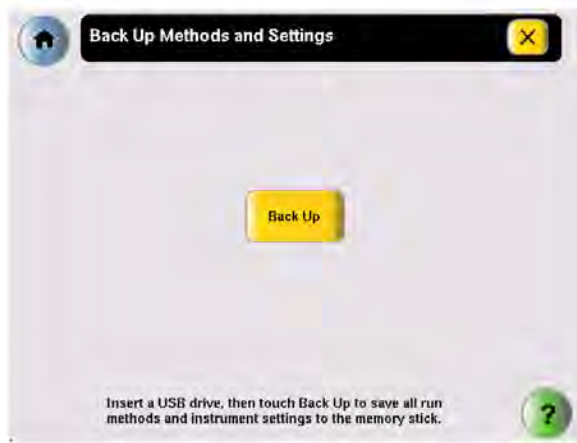 Back Up Methods and Settings
Back Up
Insert a USB drive, then touch Back Up to save all run
methods and instrument settings to the memory stick.
?